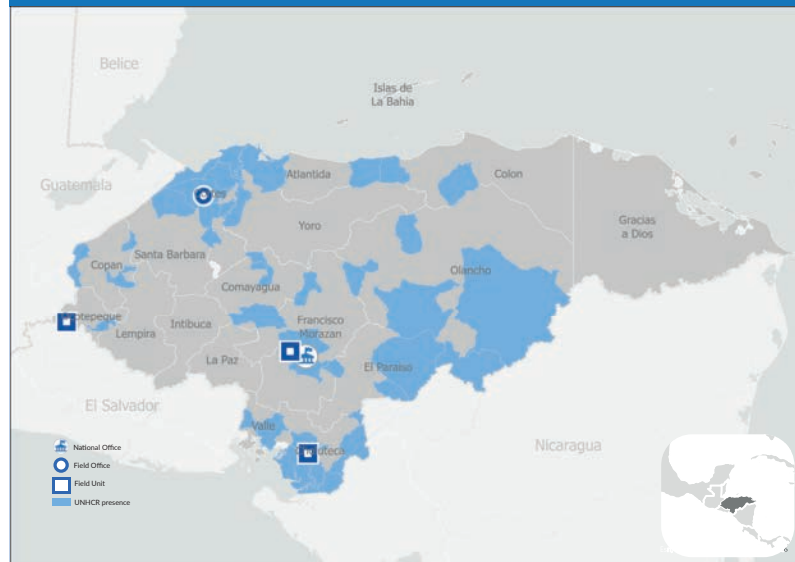 Belice
Islas de
La Bahia
Guatemala
Atlantida
Colon
Yoro
Gracias
a Dios
Santa Barbara
Copan
Olancho
Comayagua
Francisco
Morazan
Intibuca
Lempira
La Paz
El Paraiso
El Salvador
Valle
Nicaragua
National Office
Field Office
Field Unit
UNHCR presence